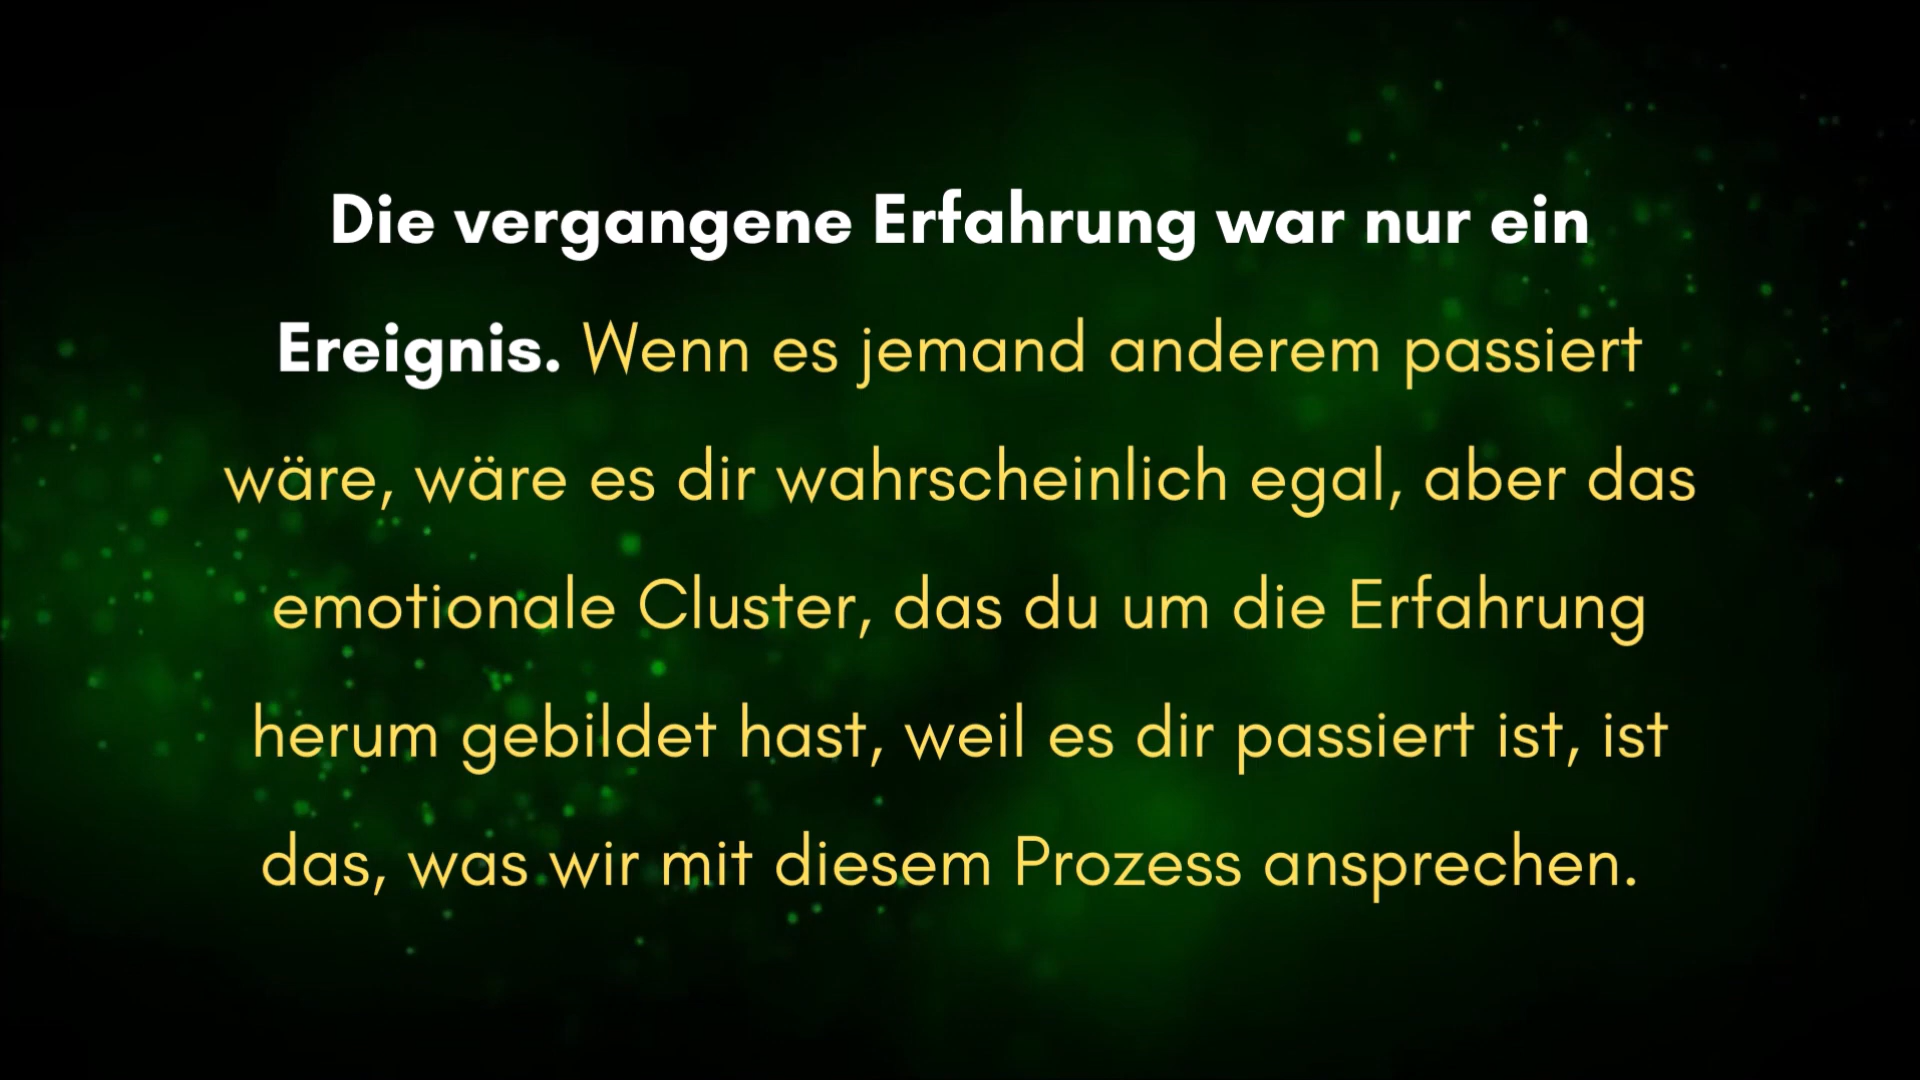 Die vergangene Erfahrung war nur ein
Ereignis. Wenn es jemand anderem passiert
wäre, wäre es dir wahrscheinlich egal, aber das
emotionale Cluster, das du um die Erfahrung
herum gebildet hast, weil es dir passiert ist, ist
das, was wir mit diesem Prozess ansprechen.